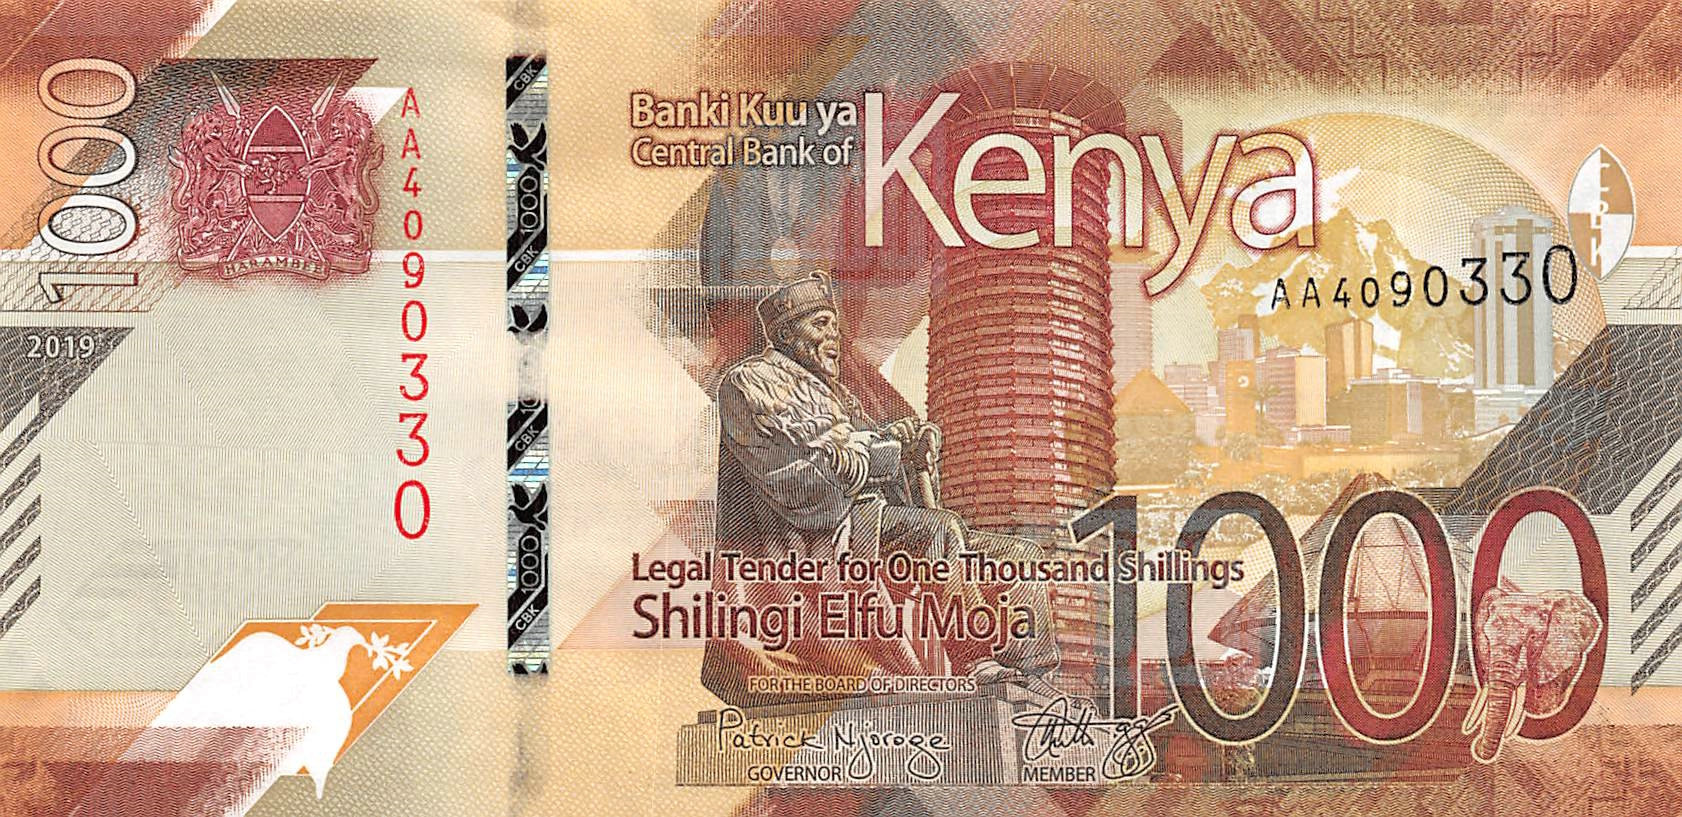 1000
2019
HARAMBEE
AA4090330
CBK
1000
CBK
CBK
1000
CBK
Banki Kuu ya
Central Bank of
Kenya
CBK
AA4090330
Legal Tender for One Thousand Shillings
Shilingi Elfu Moja
1000
FOR THE BOARD OF DIRECTORS
Patrick Njoroge
GOVERNOR
MEMBER